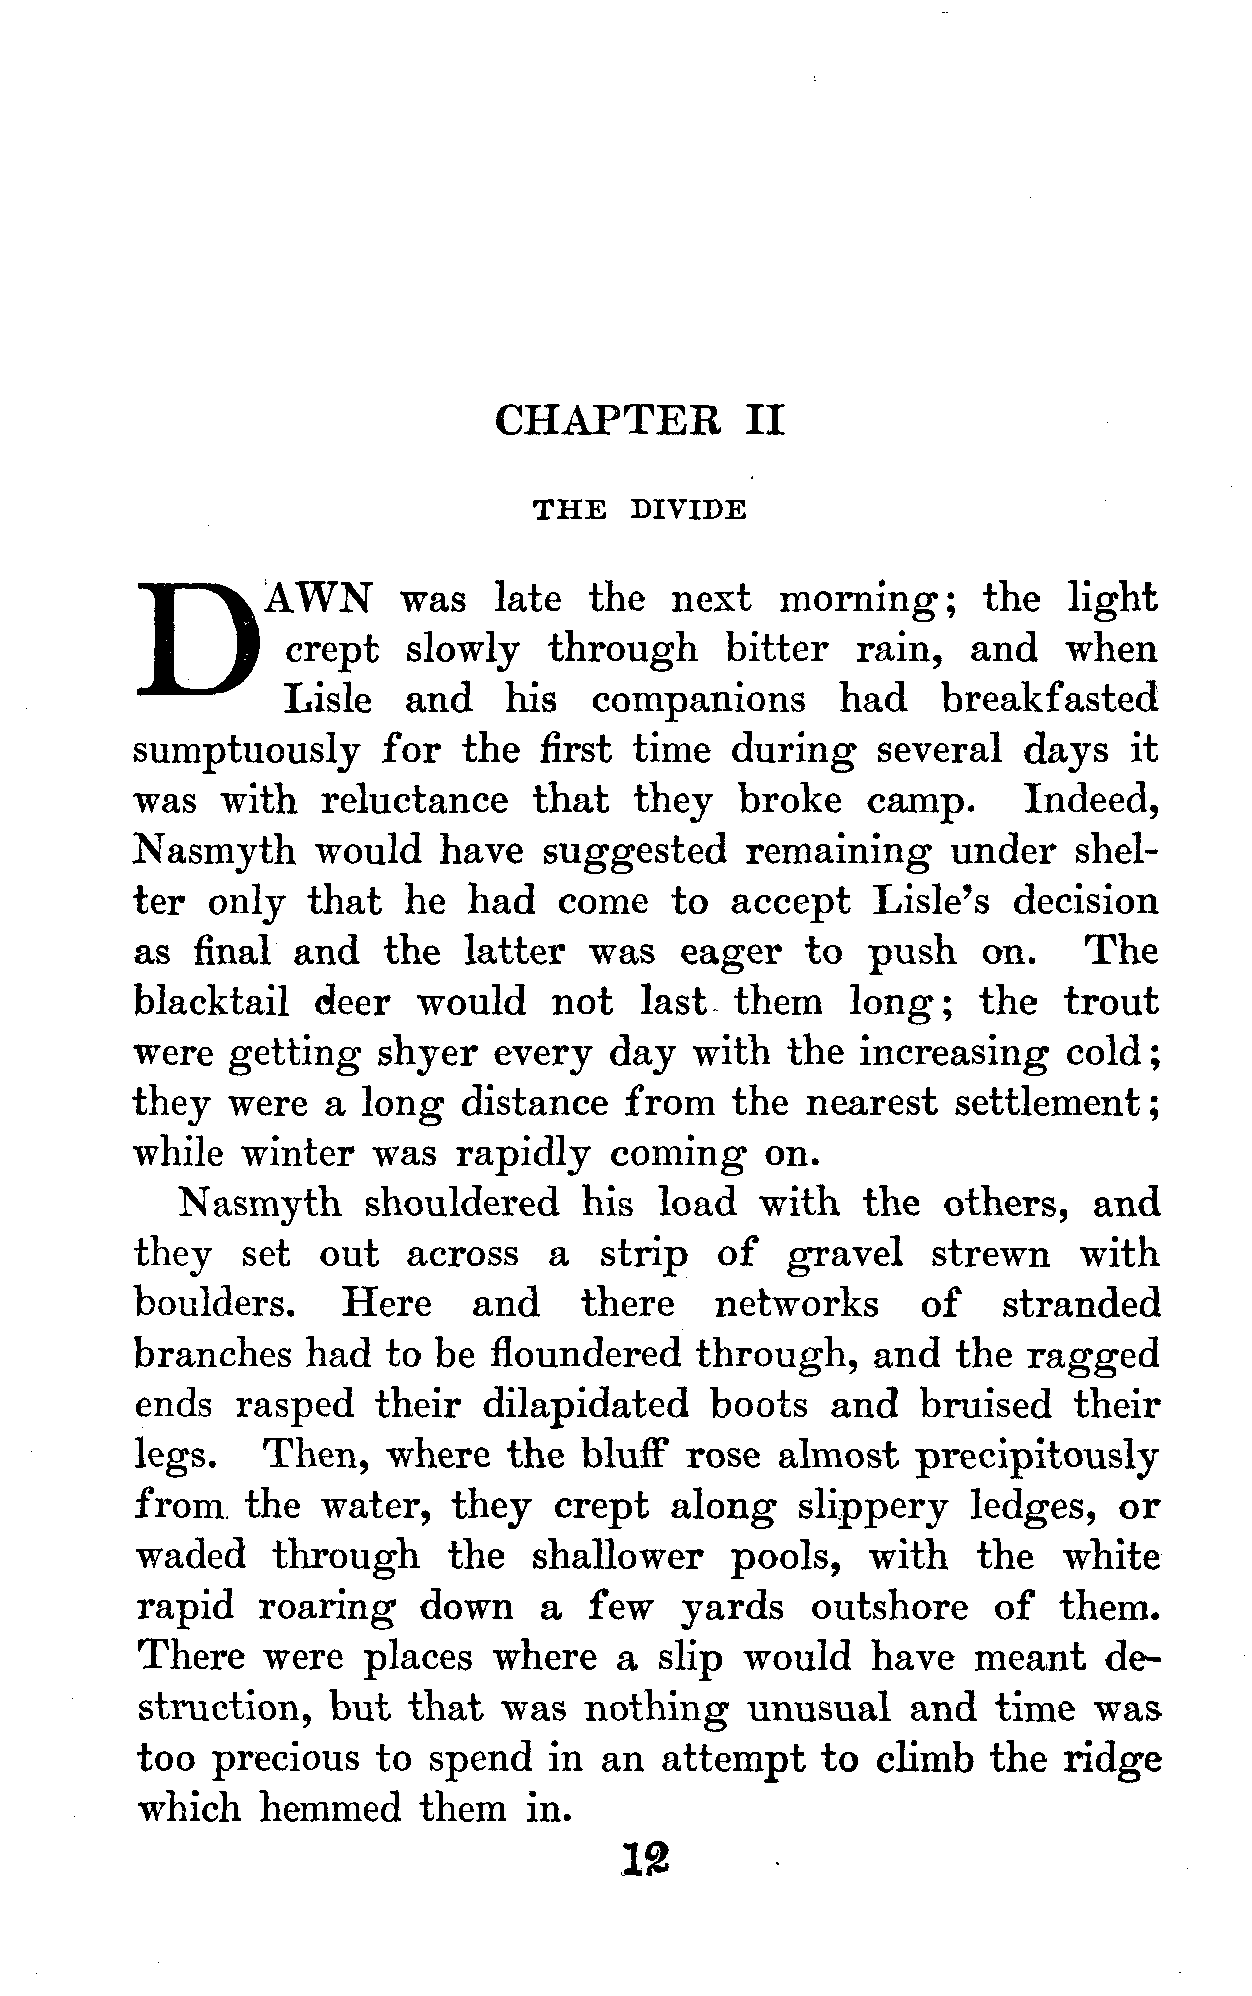 CHAPTER II
THE DIVIDE
DAWN was late the next morning; the light
crept slowly through bitter rain, and when
Lisle and his companions had breakfasted
sumptuously for the first time during several days it
was with reluctance that they broke camp. Indeed,
Nasmyth would have suggested remaining under shel-
ter only that he had come to accept Lisle's decision
as final and the latter was eager to push on. The
blacktail deer would not last them long; the trout
were getting shyer every day with the increasing cold;
they were a long distance from the nearest settlement;
while winter was rapidly coming on.
Nasmyth shouldered his load with the others, and
they set out across a strip of gravel strewn with
boulders. Here and there networks of stranded
branches had to be floundered through, and the ragged
ends rasped their dilapidated boots and bruised their
legs. Then, where the bluff rose almost precipitously
from the water, they crept along slippery ledges, or
waded through the shallower pools, with the white
rapid roaring down a few yards outshore of them.
There were places where a slip would have meant de-
struction, but that was nothing unusual and time was
too precious to spend in an attempt to climb the ridge
which hemmed them in.
12